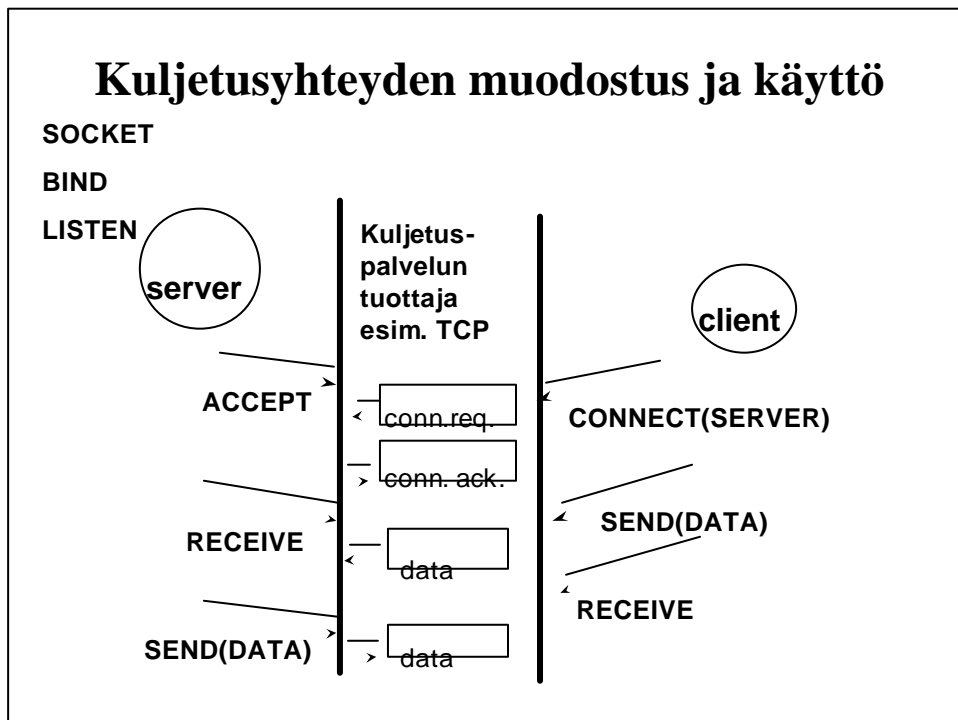 Kuljetusyhteyden muodostus ja käyttö
SOCKET
BIND
LISTEN
server
Kuljetus-
palvelun
tuottaja
esim. TCP
client
ACCEPT
conn.req.
CONNECT(SERVER)
conn. ack.
SEND(DATA)
RECEIVE
data
RECEIVE
SEND(DATA)
data